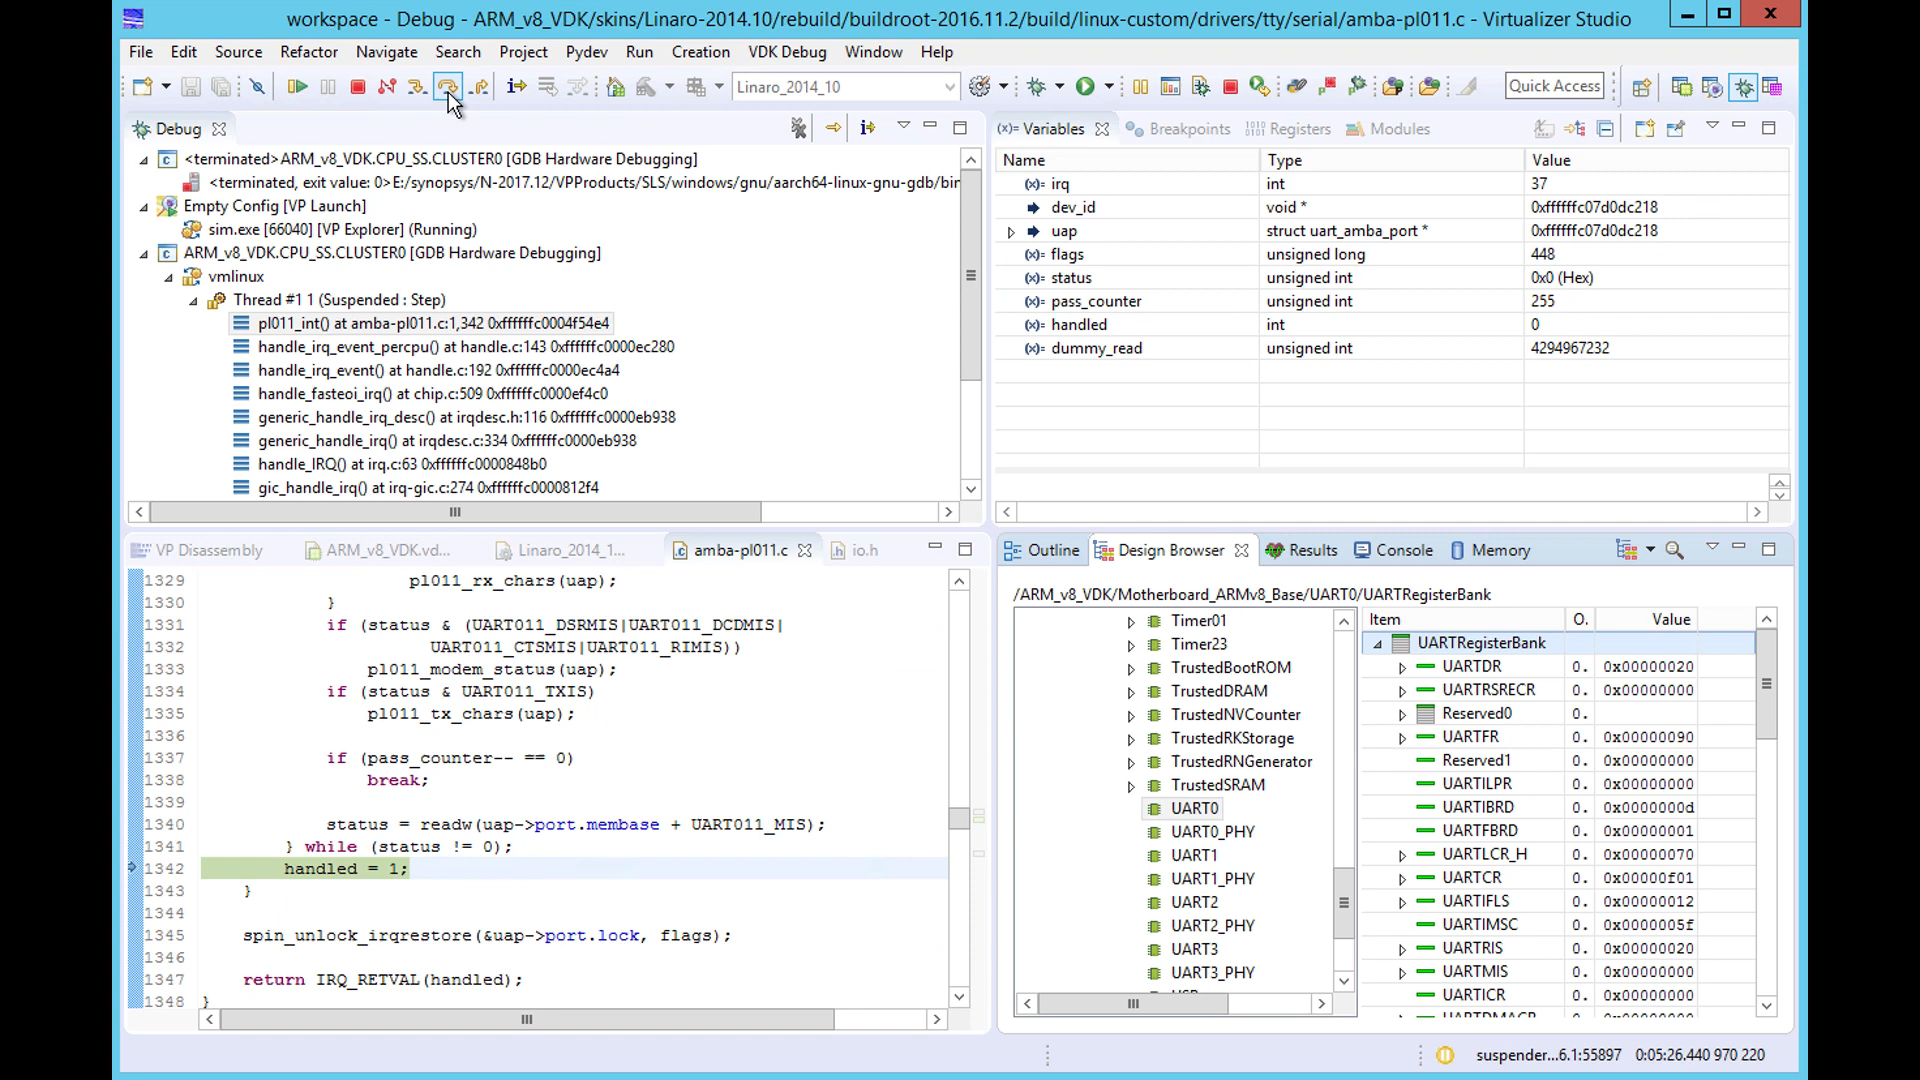 workspace - Debug - ARM_v8_VDK/skins/Linaro-2014.10/rebuild/buildroot-2016.11.2/build/linux-custom/drivers/tty/serial/amba-pl011.c - Virtualizer Studio
File Edit Source Refactor Navigate Search Project Pydev Run Creation VDK Debug Window Help
Linaro_2014_10
Quick Access
Debug
<terminated>ARM_v8_VDK.CPU_SS.CLUSTER0 [GDB Hardware Debugging]
<terminated, exit value: 0>E:/synopsys/N-2017.12/VPProducts/SLS/windows/gnu/aarch64-linux-gnu-gdb/bin
Empty Config [VP Launch]
sim.exe [66040] [VP Explorer] (Running)
ARM_v8_VDK.CPU_SS.CLUSTER0 [GDB Hardware Debugging]
vmlinux
Thread #1 1 (Suspended : Step)
pl011_int() at amba-pl011.c:1,342 0xffffffc0004f54e4
handle_irq_event_percpu() at handle.c:143 0xffffffc0000ec280
handle_irq_event() at handle.c:192 0xffffffc0000ec4a4
handle_fasteoi_irq() at chip.c:509 0xffffffc0000ef4c0
generic_handle_irq_desc() at irqdesc.h:116 0xffffffc0000eb938
generic_handle_irq() at irqdesc.c:334 0xffffffc0000eb938
handle_IRQ() at irq.c:63 0xffffffc0000848b0
gic_handle_irq() at irq-gic.c:274 0xffffffc0000812f4
(x)= Variables Breakpoints Registers Modules
Name Type Value
(x)= irq int 37
dev_id void * 0xffffffc07d0dc218
uap struct uart_amba_port * 0xffffffc07d0dc218
(x)= flags unsigned long 448
(x)= status unsigned int 0x0 (Hex)
(x)= pass_counter unsigned int 255
(x)= handled int 0
(x)= dummy_read unsigned int 4294967232
VP Disassembly ARM_v8_VDK.vd... Linaro_2014_1... amba-pl011.c io.h
1329 pl011_rx_chars(uap);
1330 }
1331 if (status & (UART011_DSRMIS|UART011_DCDMIS|
1332 UART011_CTSMIS|UART011_RIMIS))
1333 pl011_modem_status(uap);
1334 if (status & UART011_TXIS)
1335 pl011_tx_chars(uap);
1336
1337 if (pass_counter-- == 0)
1338 break;
1339
1340 status = readw(uap->port.membase + UART011_MIS);
1341 } while (status != 0);
1342 handled = 1;
1343 }
1344
1345 spin_unlock_irqrestore(&uap->port.lock, flags);
1346
1347 return IRQ_RETVAL(handled);
1348 }
Outline Design Browser Results Console Memory
/ARM_v8_VDK/Motherboard_ARMv8_Base/UART0/UARTRegisterBank
Timer01
Timer23
TrustedBootROM
TrustedDRAM
TrustedNVCounter
TrustedRKStorage
TrustedRNGenerator
TrustedSRAM
UART0
UART0_PHY
UART1
UART1_PHY
UART2
UART2_PHY
UART3
UART3_PHY
Item O. Value
UARTRegisterBank
UARTDR 0. 0x00000020
UARTRSRECR 0. 0x00000000
Reserved0 0.
UARTFR 0. 0x00000090
Reserved1 0. 0x00000000
UARTILPR 0. 0x00000000
UARTIBRD 0. 0x0000000d
UARTFBRD 0. 0x00000001
UARTLCR_H 0. 0x00000070
UARTCR 0. 0x00000f01
UARTIFLS 0. 0x00000012
UARTIMSC 0. 0x0000005f
UARTRIS 0. 0x00000020
UARTMIS 0. 0x00000000
UARTICR 0. 0x00000000
suspender...6.1:55897 0:05:26.440 970 220